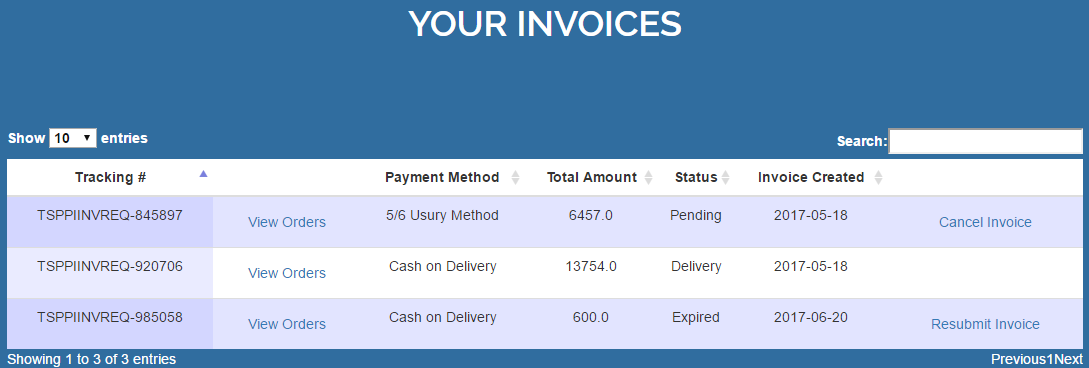 YOUR INVOICES
Show 10 entries Search:
Tracking # Payment Method Total Amount Status Invoice Created
TSPPIINVREQ-845897 View Orders 5/6 Usury Method 6457.0 Pending 2017-05-18 Cancel Invoice
TSPPIINVREQ-920706 View Orders Cash on Delivery 13754.0 Delivery 2017-05-18
TSPPIINVREQ-985058 View Orders Cash on Delivery 600.0 Expired 2017-06-20 Resubmit Invoice
Showing 1 to 3 of 3 entries Previous1Next